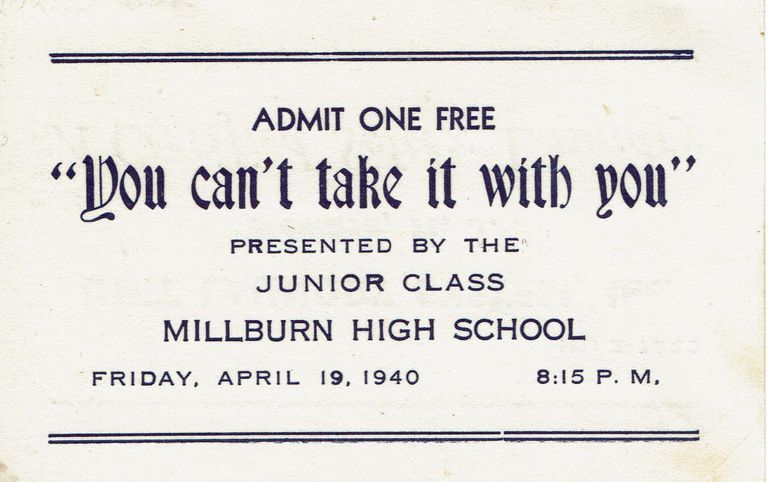 ADMIT ONE FREE
“You can't take it with you”
PRESENTED BY THE
JUNIOR CLASS
MILLBURN HIGH SCHOOL
FRIDAY, APRIL 19, 1940 8:15 P. M.